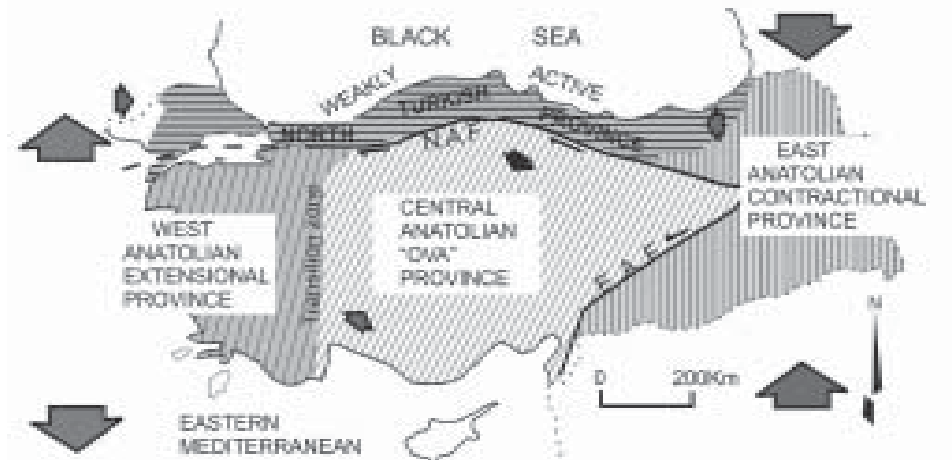 BLACK SEA
WEAKLY ACTIVE
NORTH TURKISH PROVINCE
N.A.F
EAST
ANATOLIAN
CONTRACTIONAL
PROVINCE
WEST
ANATOLIAN
EXTENSIONAL
PROVINCE
Transition zone
CENTRAL
ANATOLIAN
"OVA"
PROVINCE
E.A.F.
N
0 200Km
EASTERN
MEDITERRANEAN